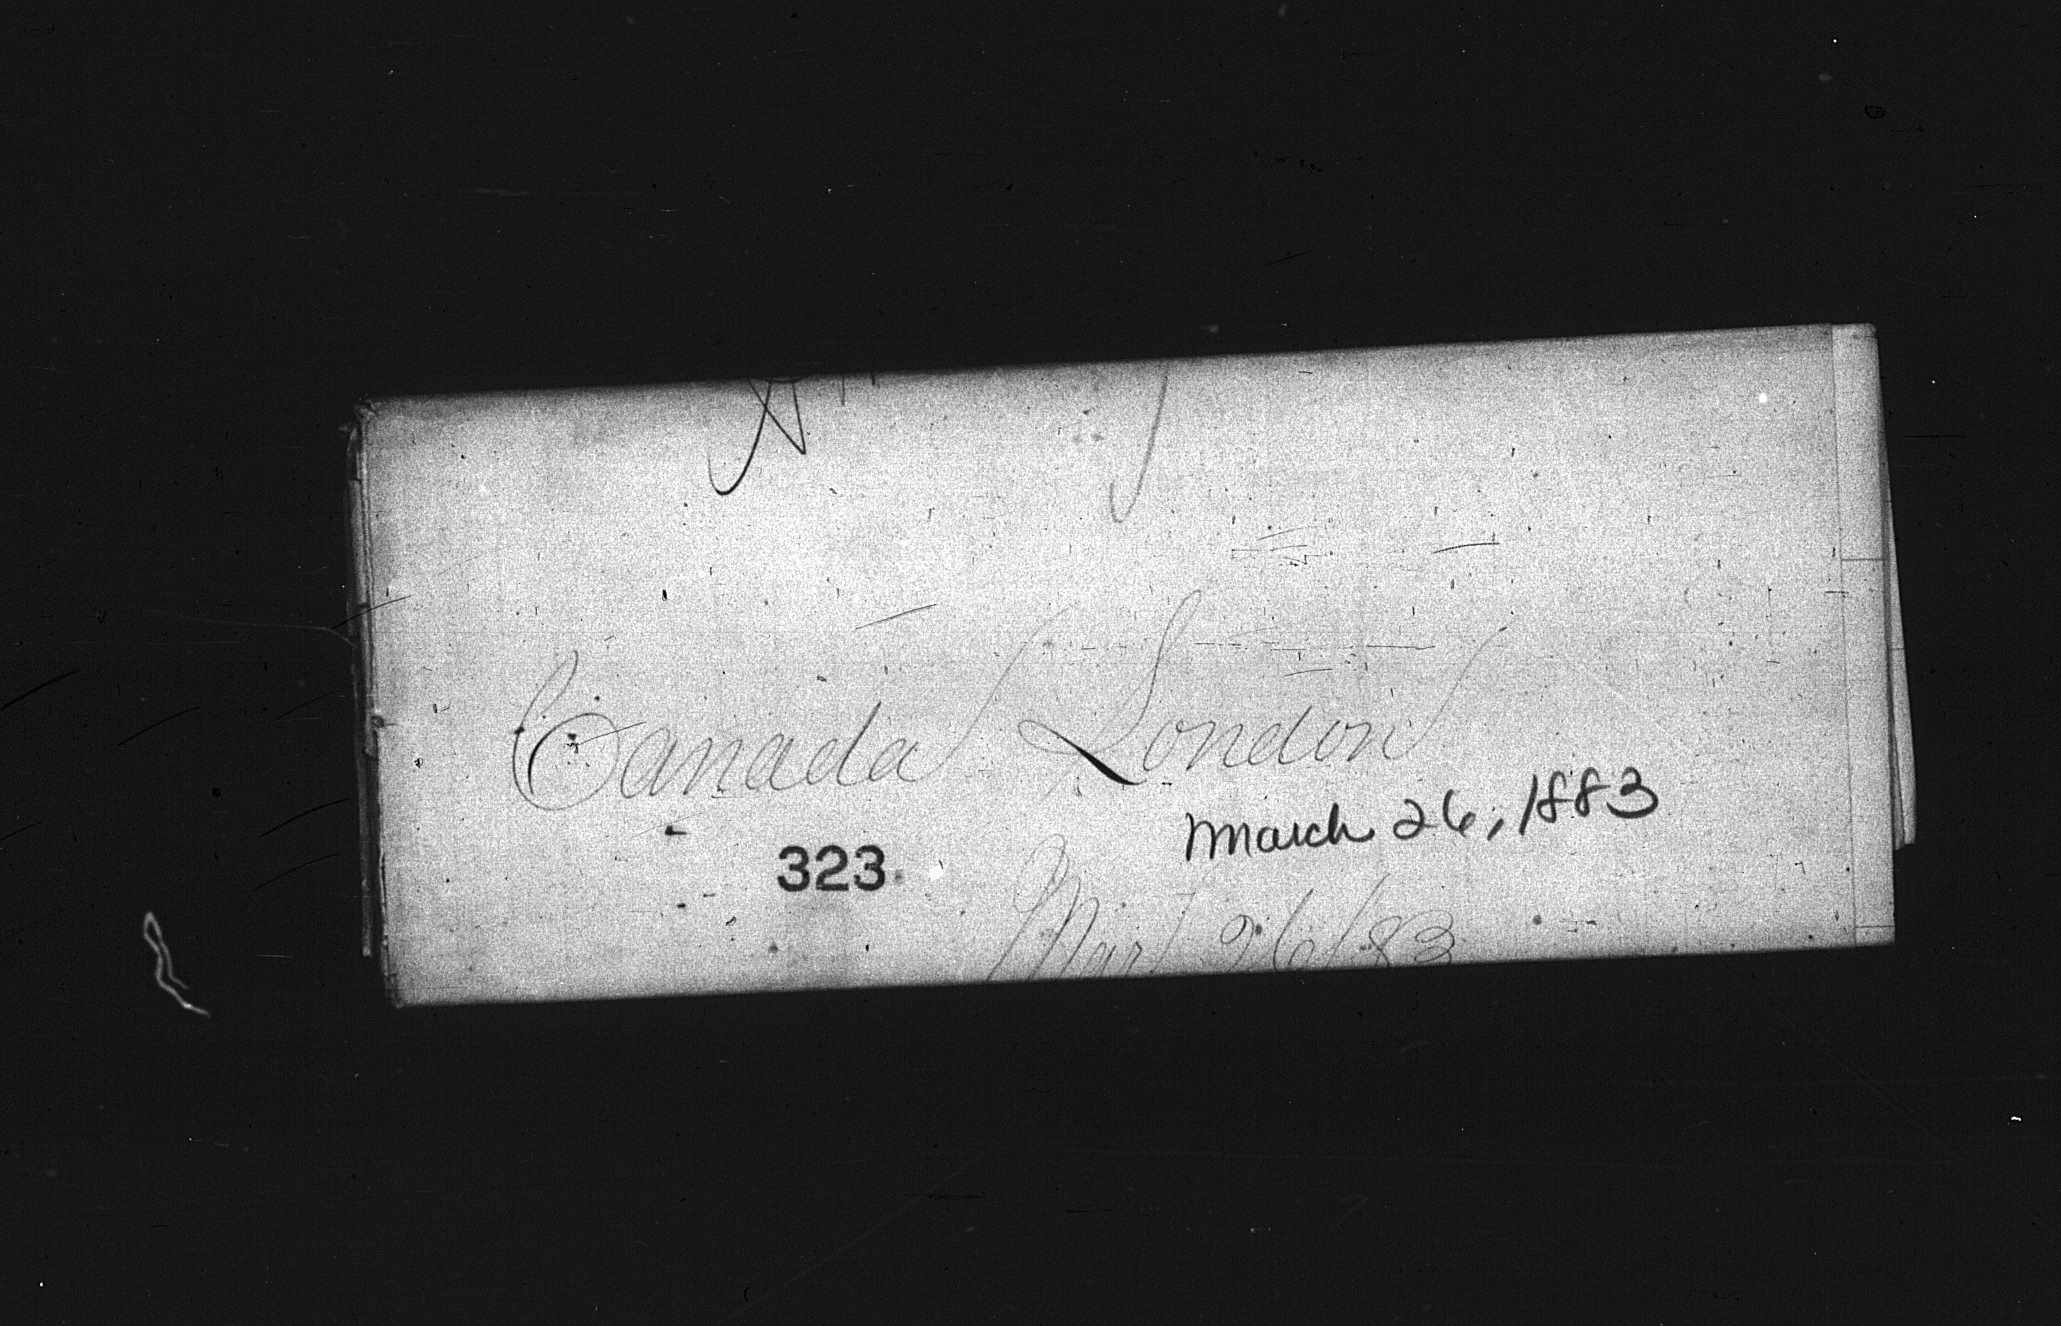 Canada London
March 26, 1883
323
Mar 26/83